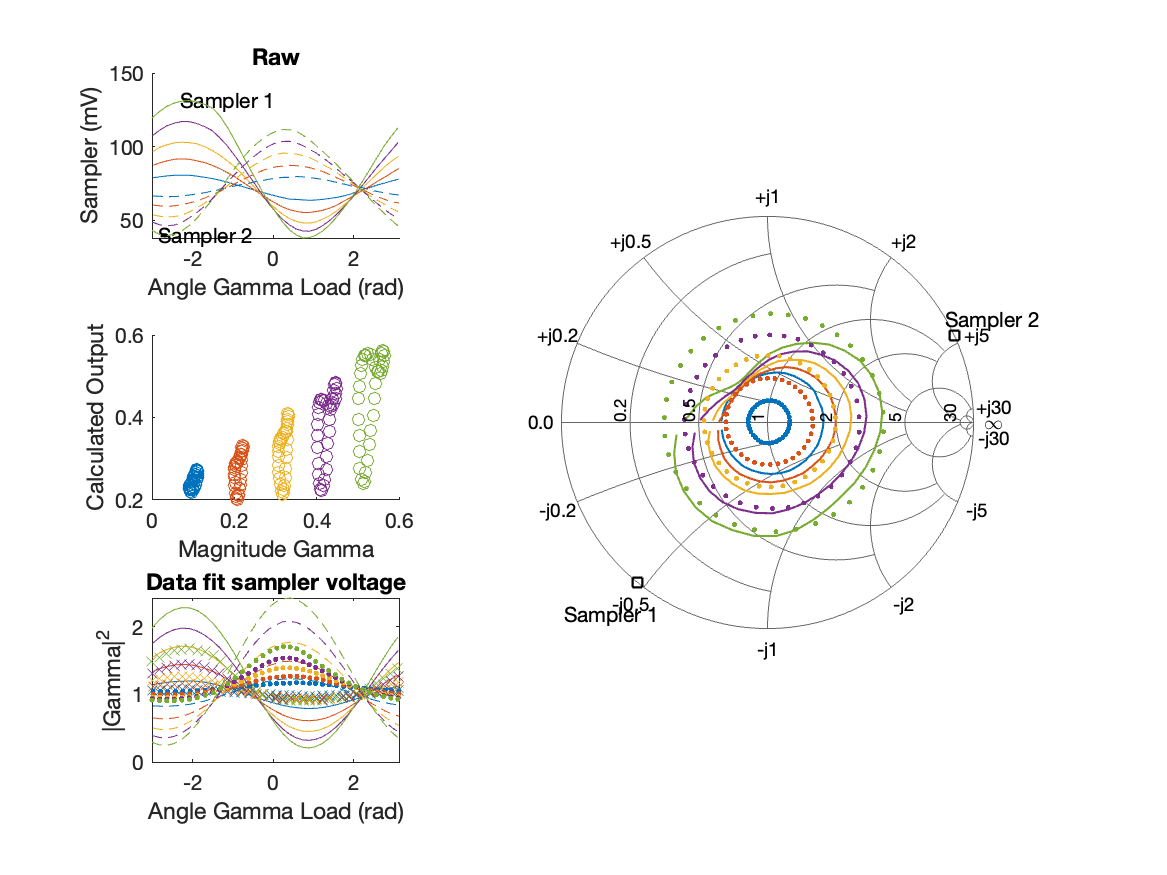 Raw
Sampler (mV)
150
100
50
Sampler 1
Sampler 2
-2 0 2
Angle Gamma Load (rad)
Calculated Output
0.6
0.4
0.2
0 0.2 0.4 0.6
Magnitude Gamma
Data fit sampler voltage
|Gamma|2
2
1
0
-2 0 2
Angle Gamma Load (rad)
+j1
+j0.5
+j2
Sampler 2
+j0.2
+j5
0.0
0.2
0.5
1
2
5
30
+j30
∞
-j30
-j0.2
-j5
-j0.5
Sampler 1
-j2
-j1